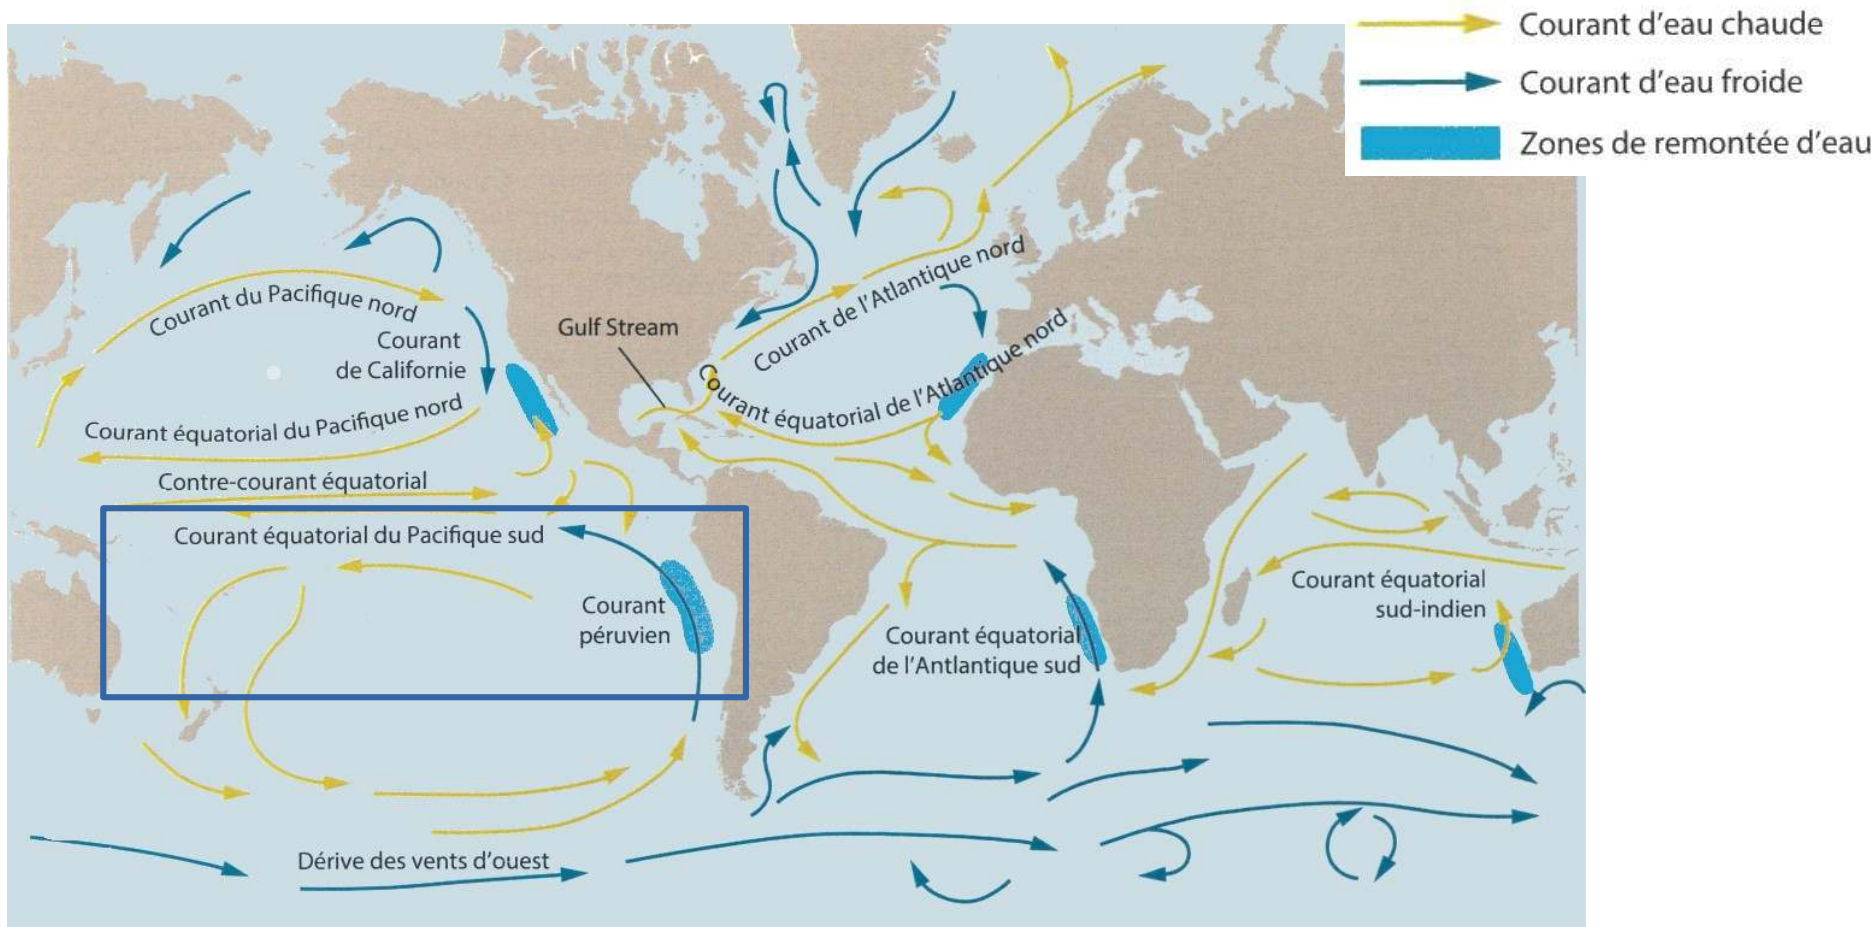 Courant d'eau chaude
Courant d'eau froide
Zones de remontée d'eau
Courant de l'Atlantique nord
Courant du Pacifique nord
Gulf Stream
Courant
de Californie
Courant équatorial de l'Atlantique nord
Courant équatorial du Pacifique nord
Contre-courant équatorial
Courant équatorial du Pacifique sud
Courant
péruvien
Courant équatorial
de l'Antlantique sud
Courant équatorial
sud-indien
Dérive des vents d'ouest